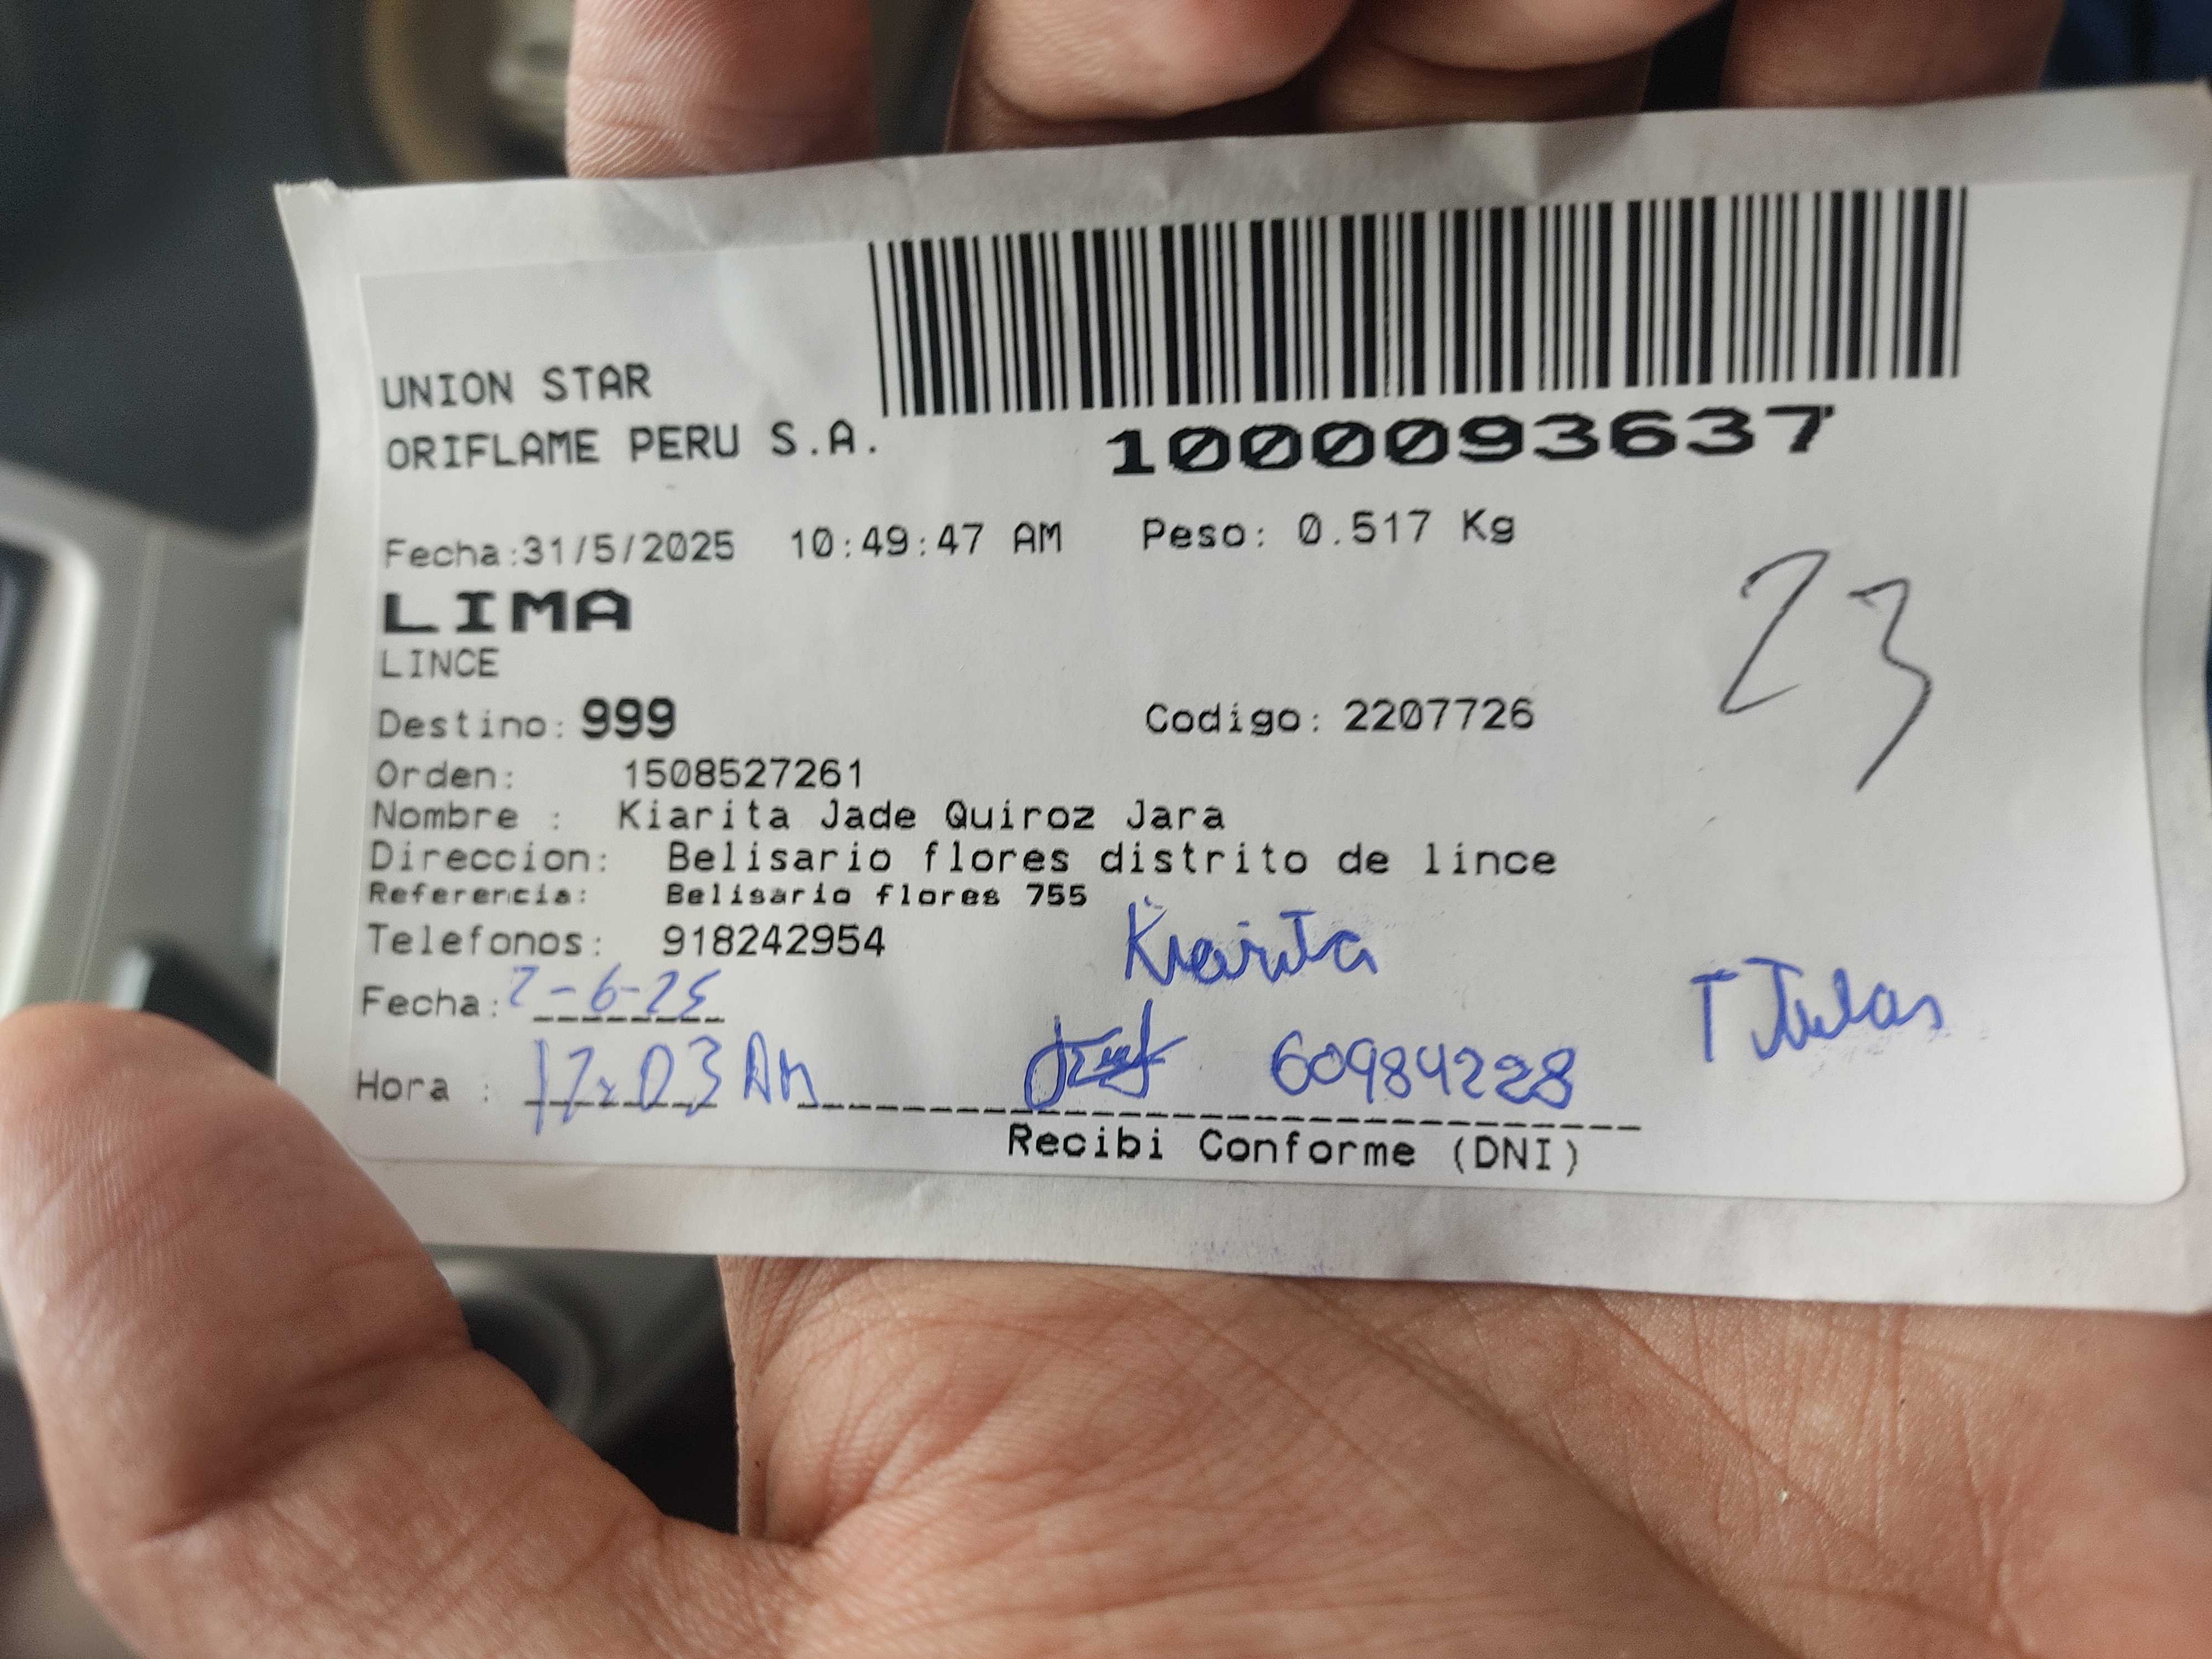 UNION STAR
ORIFLAME PERU S.A.
1000093637
Fecha:31/5/2025 10:49:47 AM Peso: 0.517 Kg
LIMA
LINCE
23
Destino: 999 Codigo: 2207726
Orden: 1508527261
Nombre : Kiarita Jade Quiroz Jara
Direccion: Belisario flores distrito de lince
Referencia: Belisario flores 755
Telefonos: 918242954
Kiarita
Fecha: 2-6-25
Hora : 12:03 AM 60984228
Recibi Conforme (DNI)